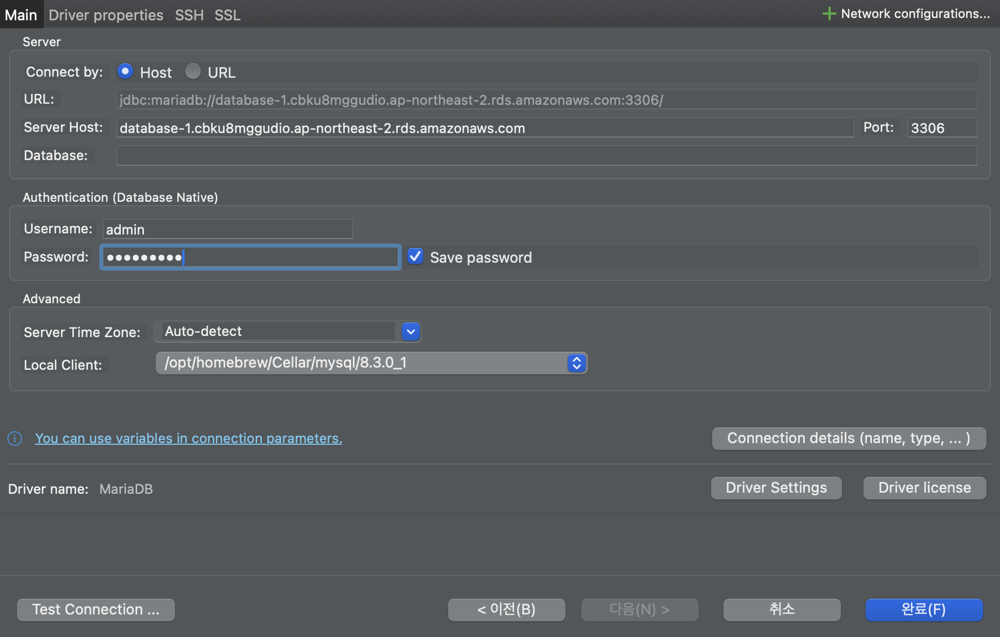 Main Driver properties SSH SSL Network configurations...
Server
Connect by: Host URL
URL: jdbc:mariadb://database-1.cbku8mggudio.ap-northeast-2.rds.amazonaws.com:3306/
Server Host: database-1.cbku8mggudio.ap-northeast-2.rds.amazonaws.com Port: 3306
Database:
Authentication (Database Native)
Username: admin
Password: ••••••••• Save password
Advanced
Server Time Zone: Auto-detect
Local Client: /opt/homebrew/Cellar/mysql/8.3.0_1
You can use variables in connection parameters. Connection details (name, type, ... )
Driver name: MariaDB Driver Settings Driver license
Test Connection ... < 이전(B) 다음(N) > 취소 완료(F)